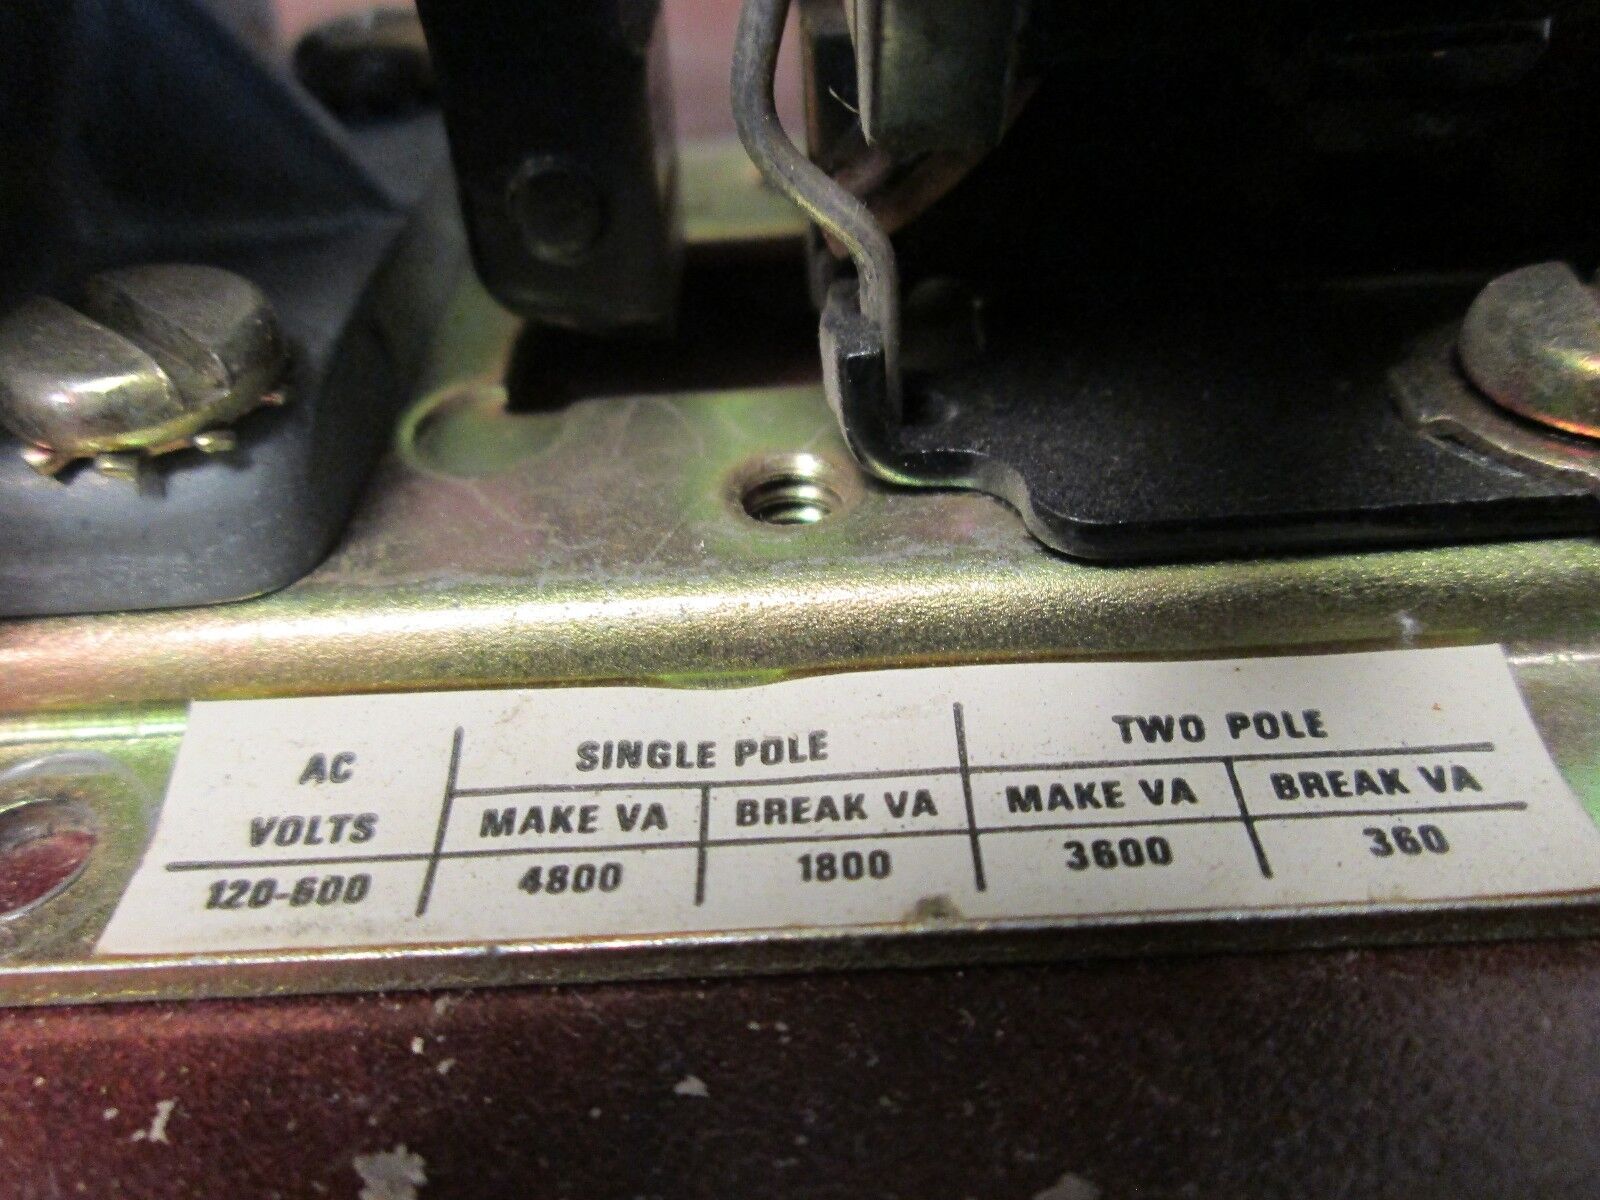 AC VOLTS SINGLE POLE TWO POLE
MAKE VA BREAK VA MAKE VA BREAK VA
120-600 4800 1800 3600 360